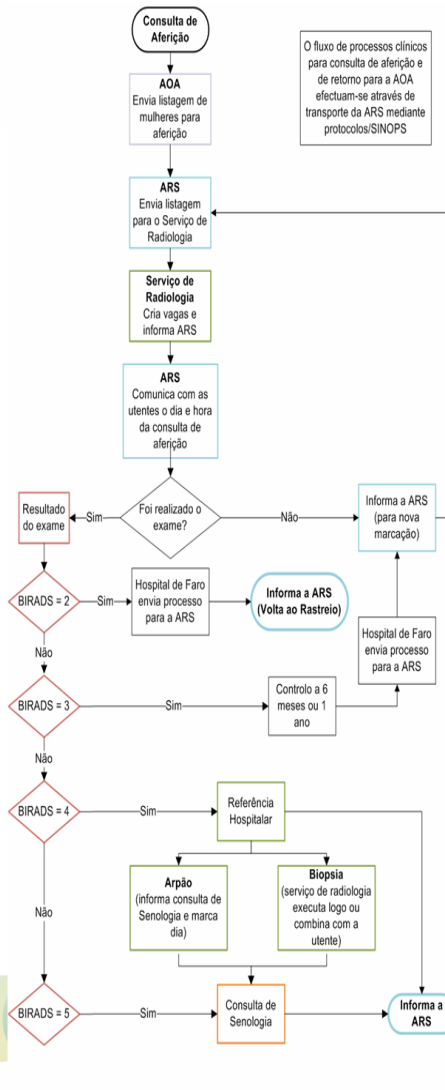 Consulta de
Aferição
O fluxo de processos clínicos
para consulta de aferição e
de retorno para a AOA
efectuam-se através de
transporte da ARS mediante
protocolos/SINOPS
AOA
Envia listagem de
mulheres para
aferição
ARS
Envia listagem
para o Serviço de
Radiologia
Serviço de
Radiologia
Cria vagas e
informa ARS
ARS
Comunica com as
utentes o dia e hora
da consulta de
aferição
Foi realizado o
exame?
Sim
Não
Resultado
do exame
Informa a ARS
(para nova
marcação)
BIRADS = 2
Sim
Hospital de Faro
envia processo
para a ARS
Informa a ARS
(Volta ao Rastreio)
Não
Hospital de Faro
envia processo
para a ARS
BIRADS = 3
Sim
Controlo a 6
meses ou 1
ano
Não
BIRADS = 4
Sim
Referência
Hospitalar
Arpão
(informa consulta de
Senologia e marca
dia)
Biopsia
(serviço de radiologia
executa logo ou
combina com a
utente)
Não
BIRADS = 5
Sim
Consulta de
Senologia
Informa a
ARS